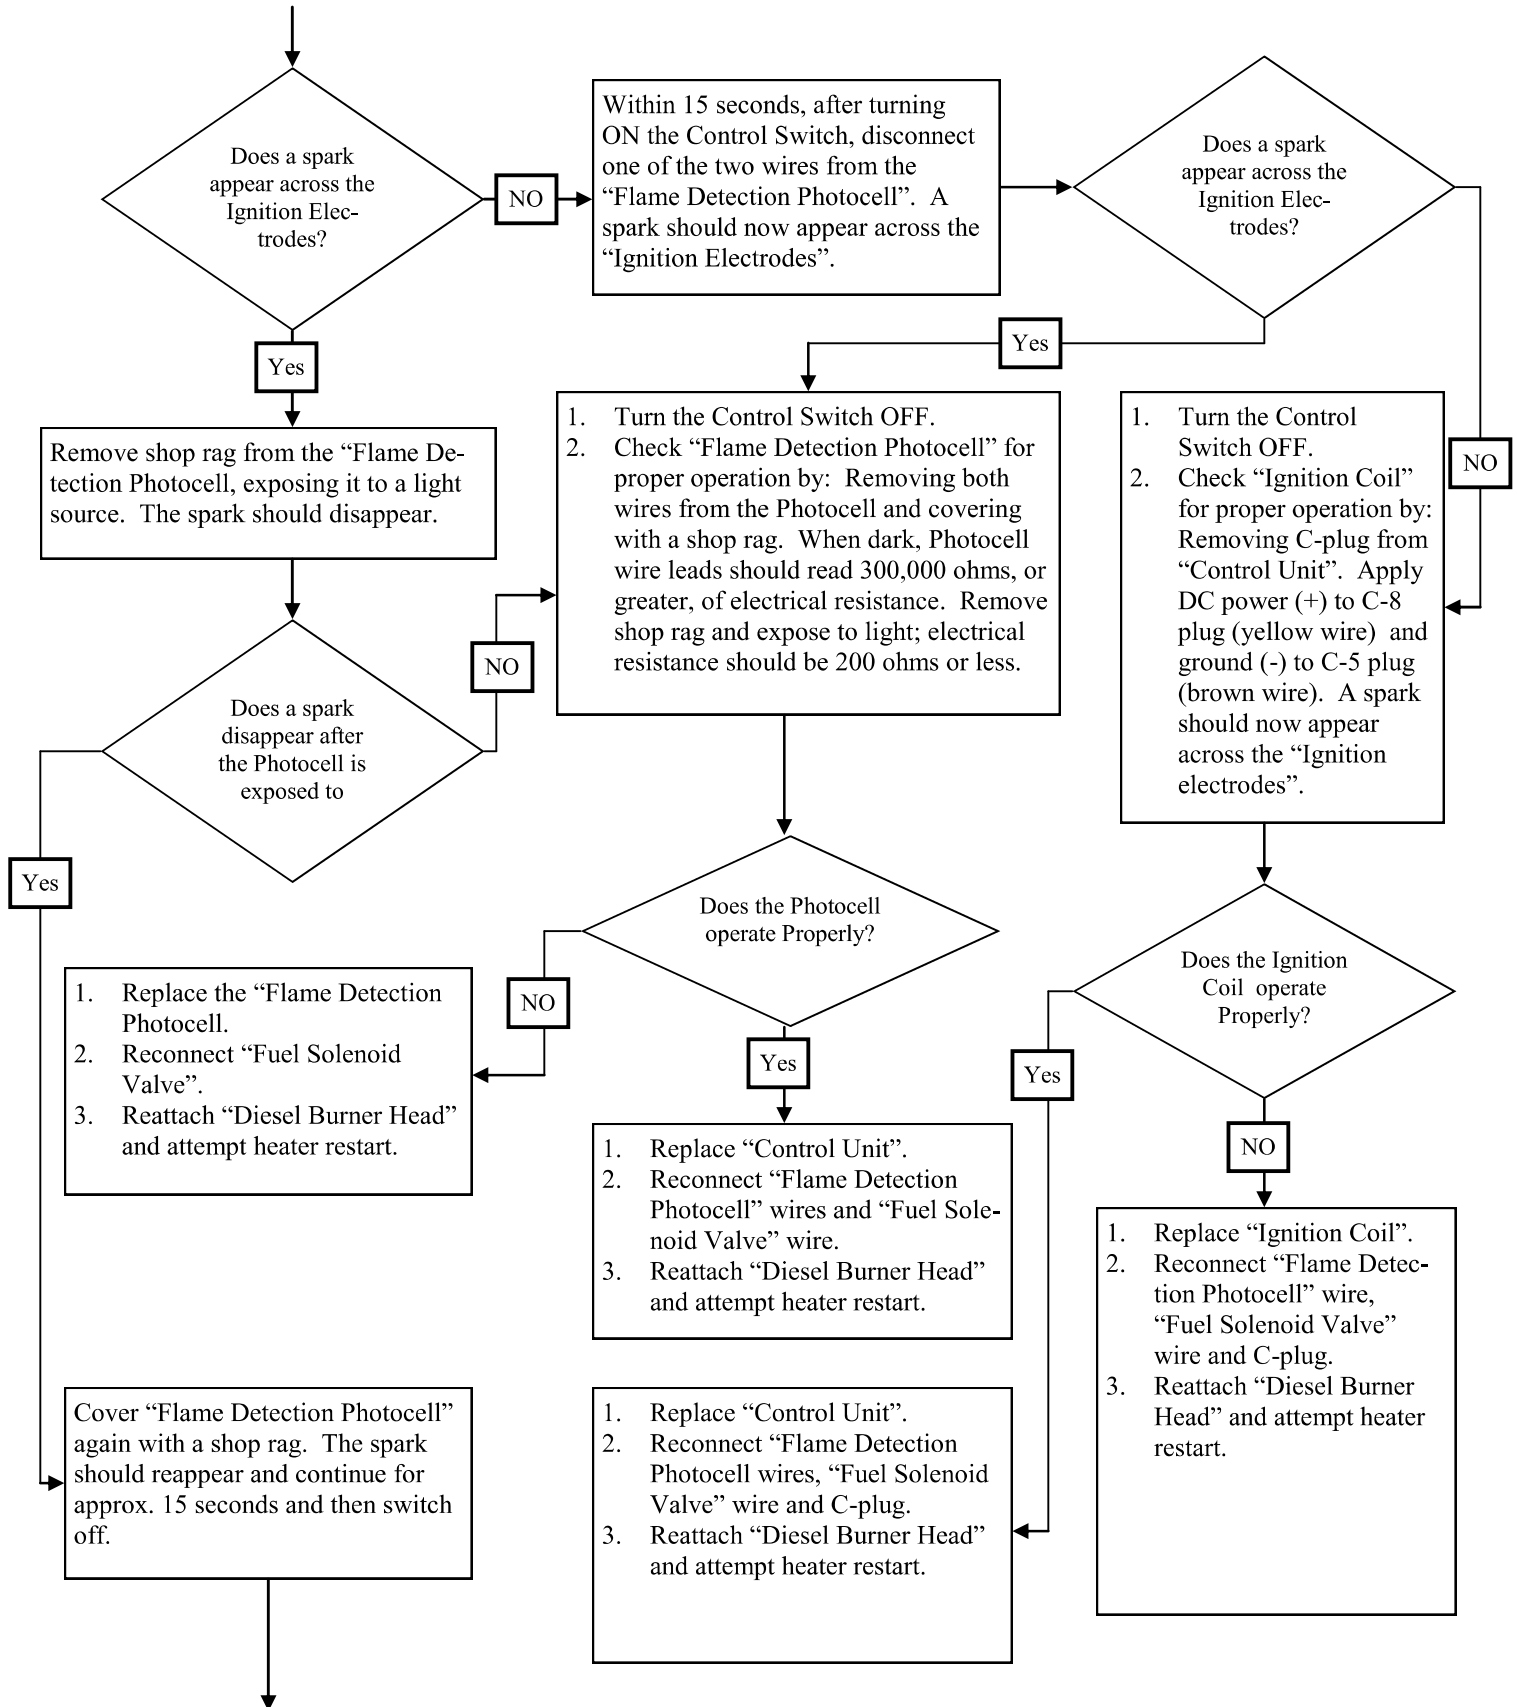 Does a spark
appear across the
Ignition Elec-
trodes?
NO
Within 15 seconds, after turning
ON the Control Switch, disconnect
one of the two wires from the
“Flame Detection Photocell”.  A
spark should now appear across the
“Ignition Electrodes”.
Does a spark
appear across the
Ignition Elec-
trodes?
Yes
Yes
NO
Remove shop rag from the “Flame De-
tection Photocell, exposing it to a light
source.  The spark should disappear.
1. Turn the Control Switch OFF.
2. Check “Flame Detection Photocell” for
proper operation by:  Removing both
wires from the Photocell and covering
with a shop rag.  When dark, Photocell
wire leads should read 300,000 ohms, or
greater, of electrical resistance.  Remove
shop rag and expose to light; electrical
resistance should be 200 ohms or less.
1. Turn the Control
Switch OFF.
2. Check “Ignition Coil”
for proper operation by:
Removing C-plug from
“Control Unit”.  Apply
DC power (+) to C-8
plug (yellow wire)  and
ground (-) to C-5 plug
(brown wire).  A spark
should now appear
across the “Ignition
electrodes”.
NO
Does a spark
disappear after
the Photocell is
exposed to
Yes
Does the Photocell
operate Properly?
Does the Ignition
Coil  operate
Properly?
NO
Yes
Yes
NO
1. Replace the “Flame Detection
Photocell.
2. Reconnect “Fuel Solenoid
Valve”.
3. Reattach “Diesel Burner Head”
and attempt heater restart.
1. Replace “Control Unit”.
2. Reconnect “Flame Detection
Photocell” wires and “Fuel Sole-
noid Valve” wire.
3. Reattach “Diesel Burner Head”
and attempt heater restart.
1. Replace “Ignition Coil”.
2. Reconnect “Flame Detec-
tion Photocell” wire,
“Fuel Solenoid Valve”
wire and C-plug.
3. Reattach “Diesel Burner
Head” and attempt heater
restart.
Cover “Flame Detection Photocell”
again with a shop rag.  The spark
should reappear and continue for
approx. 15 seconds and then switch
off.
1. Replace “Control Unit”.
2. Reconnect “Flame Detection
Photocell wires, “Fuel Solenoid
Valve” wire and C-plug.
3. Reattach “Diesel Burner Head”
and attempt heater restart.